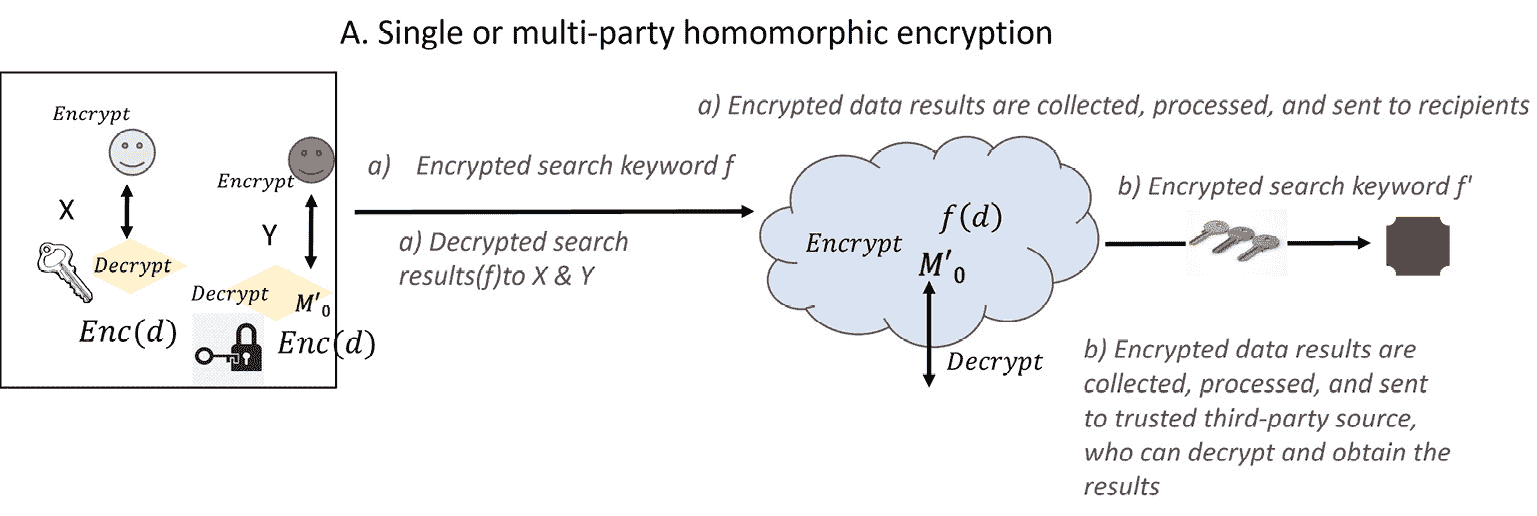 A. Single or multi-party homomorphic encryption
Encrypt
Encrypt
X
Y
Decrypt
Decrypt
M'₀
Enc(d)
Enc(d)
a) Encrypted search keyword f
a) Decrypted search
results(f)to X & Y
a) Encrypted data results are collected, processed, and sent to recipients
f(d)
Encrypt
M'₀
Decrypt
b) Encrypted search keyword f'
b) Encrypted data results are
collected, processed, and sent
to trusted third-party source,
who can decrypt and obtain the
results